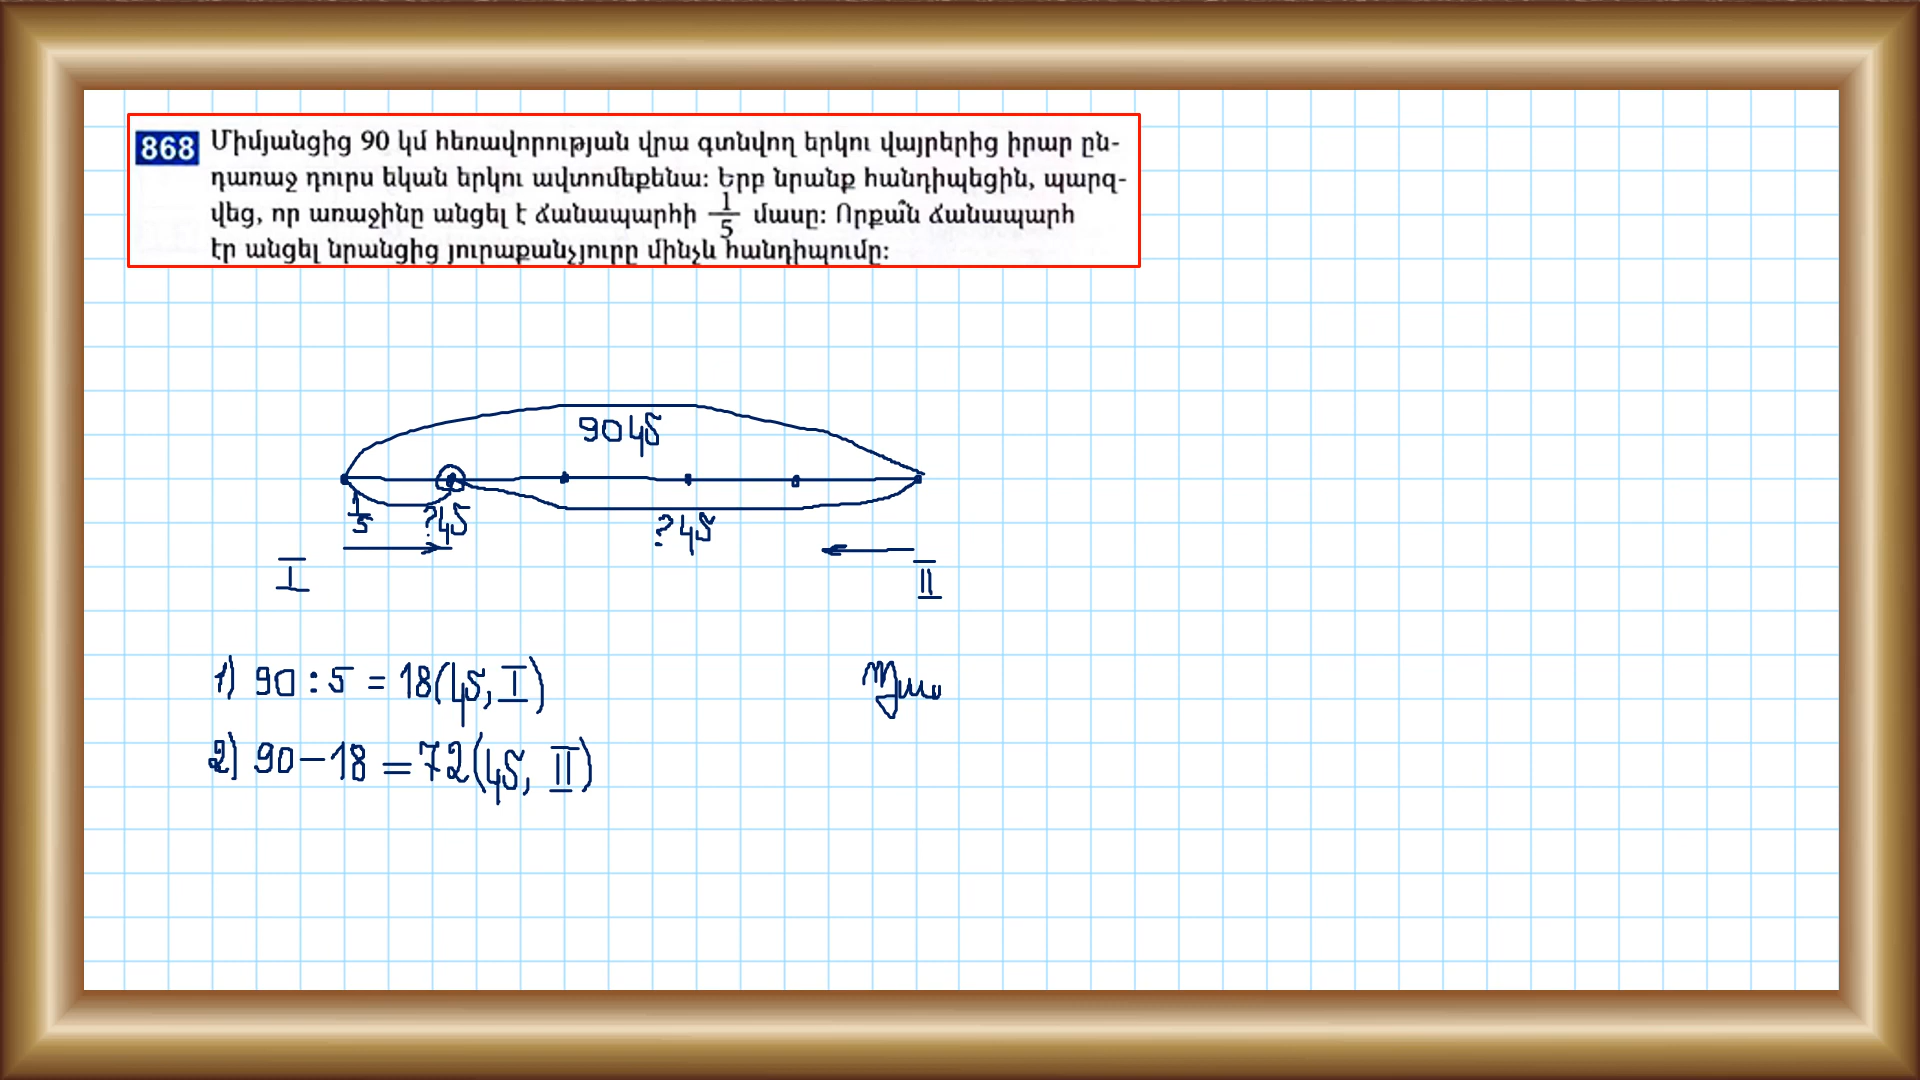 868 Միմյանցից 90 կմ հեռավորության վրա գտնվող երկու վայրերից իրար ըն-
դառաջ դուրս եկան երկու ավտոմեքենա: Երբ նրանք հանդիպեցին, պարզ-
վեց, որ առաջինը անցել է ճանապարհի 1/5 մասը: Որքա՞ն ճանապարհ
էր անցել նրանցից յուրաքանչյուրը մինչև հանդիպումը:
90 կմ
1/5 ? կմ ? կմ
I II
1) 90 : 5 = 18 (կմ, I)
2) 90 – 18 = 72 (կմ, II)